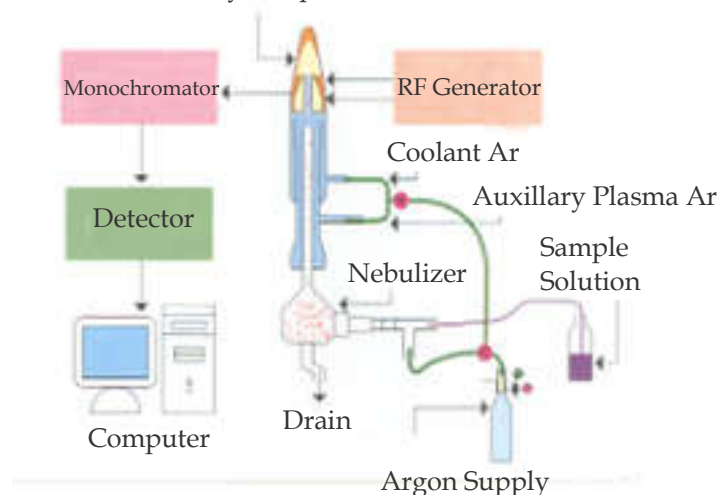 Monochromator
RF Generator
Coolant Ar
Auxillary Plasma Ar
Detector
Sample
Solution
Nebulizer
Drain
Computer
Argon Supply